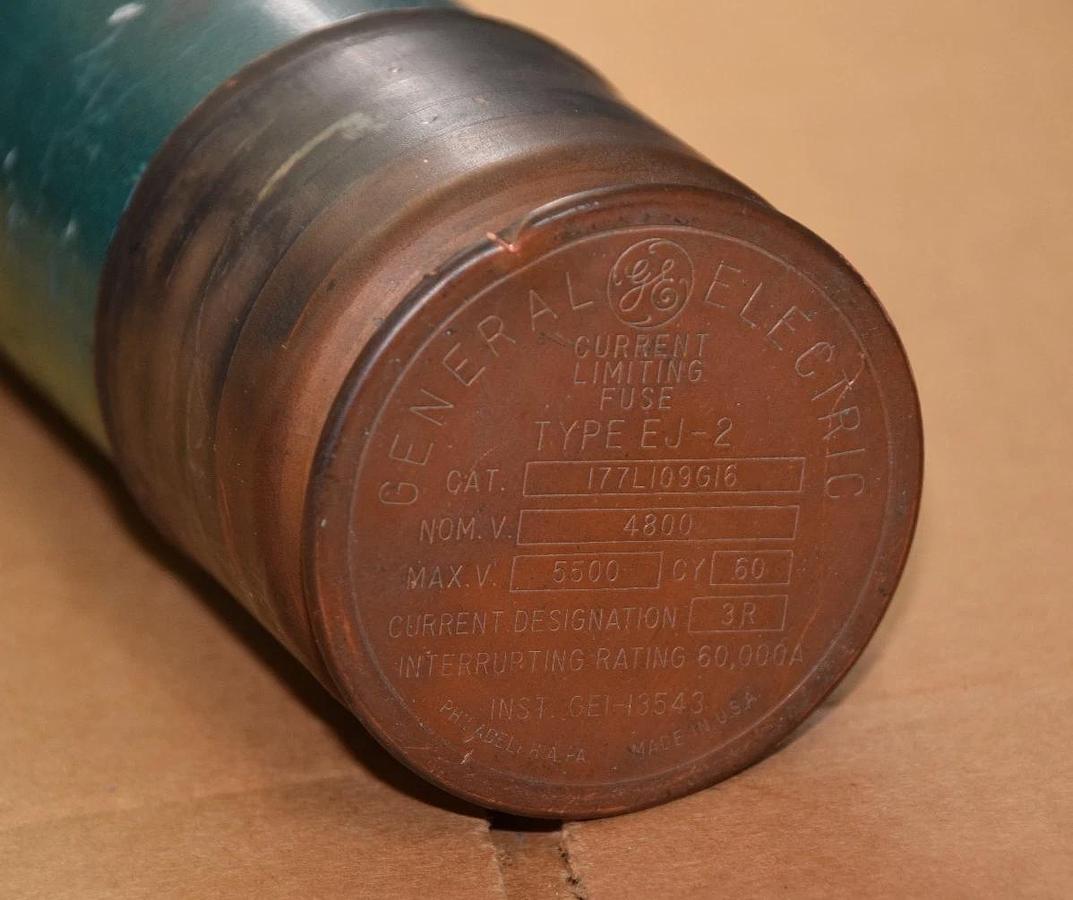 GENERAL GE ELECTRIC
CURRENT
LIMITING
FUSE
TYPE EJ-2
CAT. 177L109G16
NOM. V. 4800
MAX. V. 5500 CY 60
CURRENT DESIGNATION 3R
INTERRUPTING RATING 60,000A
INST. GEI-13543
PHILADELPHIA, PA MADE IN U.S.A.